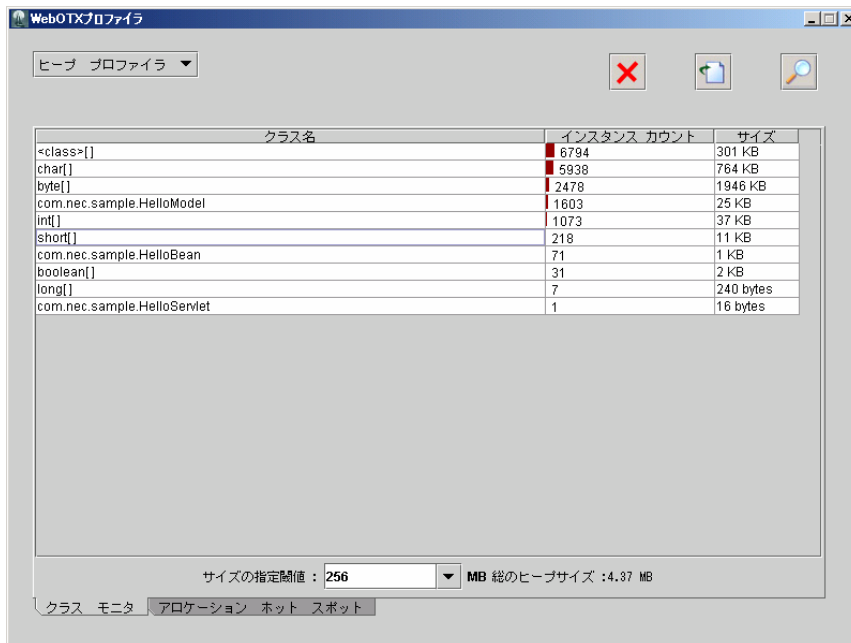 WebOTXプロファイラ
ヒープ プロファイラ
クラス名 インスタンス カウント サイズ
<class>[] 6794 301 KB
char[] 5938 764 KB
byte[] 2478 1946 KB
com.nec.sample.HelloModel 1603 25 KB
int[] 1073 37 KB
short[] 218 11 KB
com.nec.sample.HelloBean 71 1 KB
boolean[] 31 2 KB
long[] 7 240 bytes
com.nec.sample.HelloServlet 1 16 bytes
サイズの指定閾値 : 256 MB 総のヒープサイズ :4.37 MB
クラス モニタ アロケーション ホット スポット